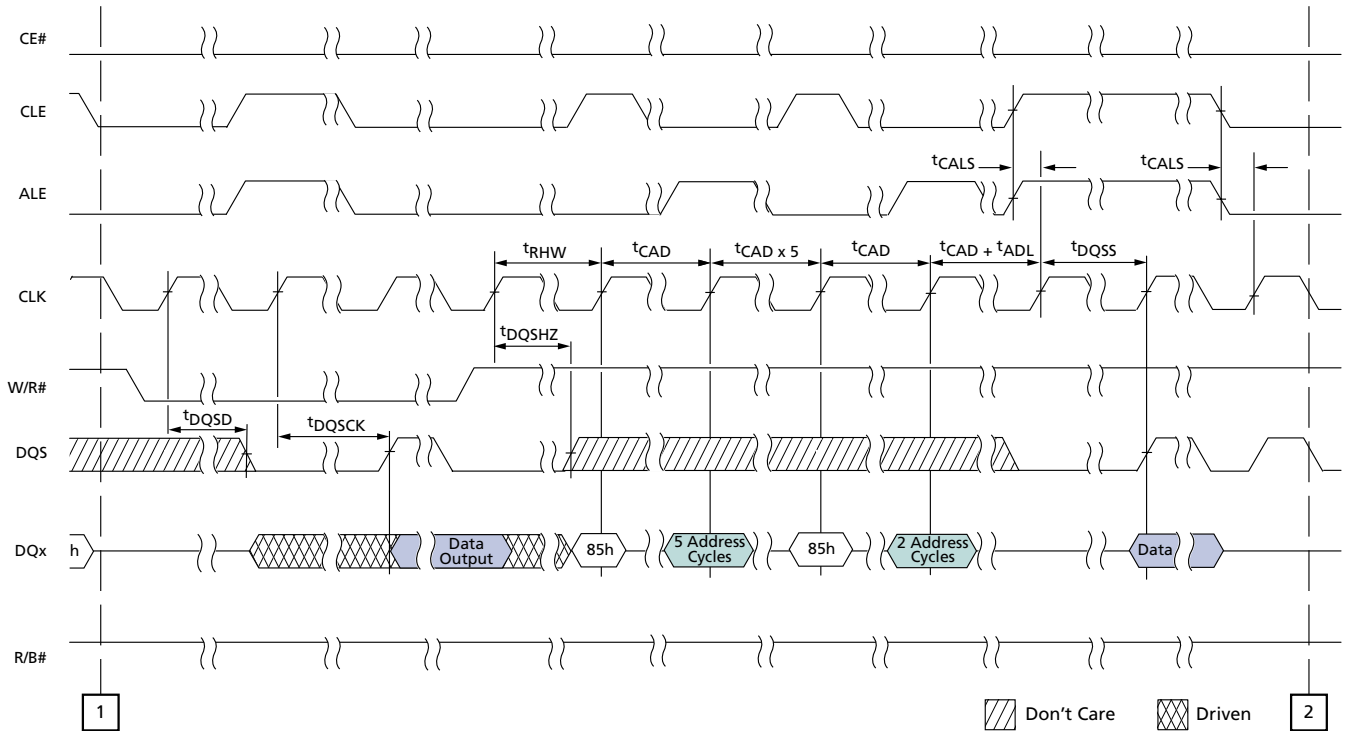 CE#
CLE
tCALS
tCALS
ALE
tRHW
tCAD
tCAD x 5
tCAD
tCAD + tADL
tDQSS
CLK
tDQSHZ
W/R#
tDQSD
tDQSCK
DQS
DQx
h
Data
Output
85h
5 Address
Cycles
85h
2 Address
Cycles
Data
R/B#
1
Don't Care
Driven
2